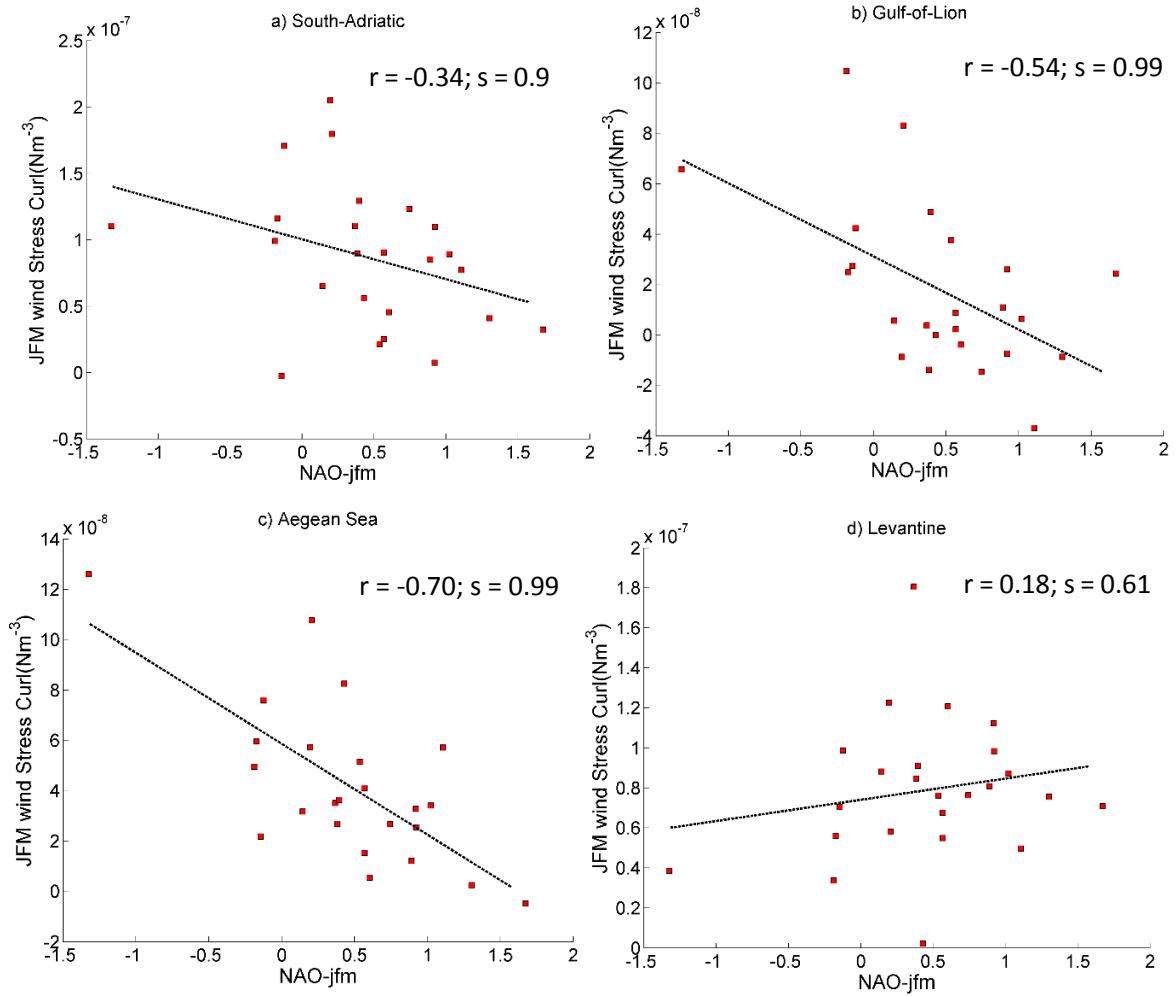 x 10^-7
a) South-Adriatic
r = -0.34; s = 0.9
JFM wind Stress Curl(Nm^-3)
2.5
2
1.5
1
0.5
0
-0.5
-1.5 -1 -0.5 0 0.5 1 1.5 2
NAO-jfm
x 10^-8
b) Gulf-of-Lion
r = -0.54; s = 0.99
JFM wind Stress Curl(Nm^-3)
12
10
8
6
4
2
0
-2
-4
-1.5 -1 -0.5 0 0.5 1 1.5 2
NAO-jfm
x 10^-8
c) Aegean Sea
r = -0.70; s = 0.99
JFM wind Stress Curl(Nm^-3)
14
12
10
8
6
4
2
0
-2
-1.5 -1 -0.5 0 0.5 1 1.5 2
NAO-jfm
x 10^-7
d) Levantine
r = 0.18; s = 0.61
JFM wind Stress Curl(Nm^-3)
2
1.8
1.6
1.4
1.2
1
0.8
0.6
0.4
0.2
0
-1.5 -1 -0.5 0 0.5 1 1.5 2
NAO-jfm